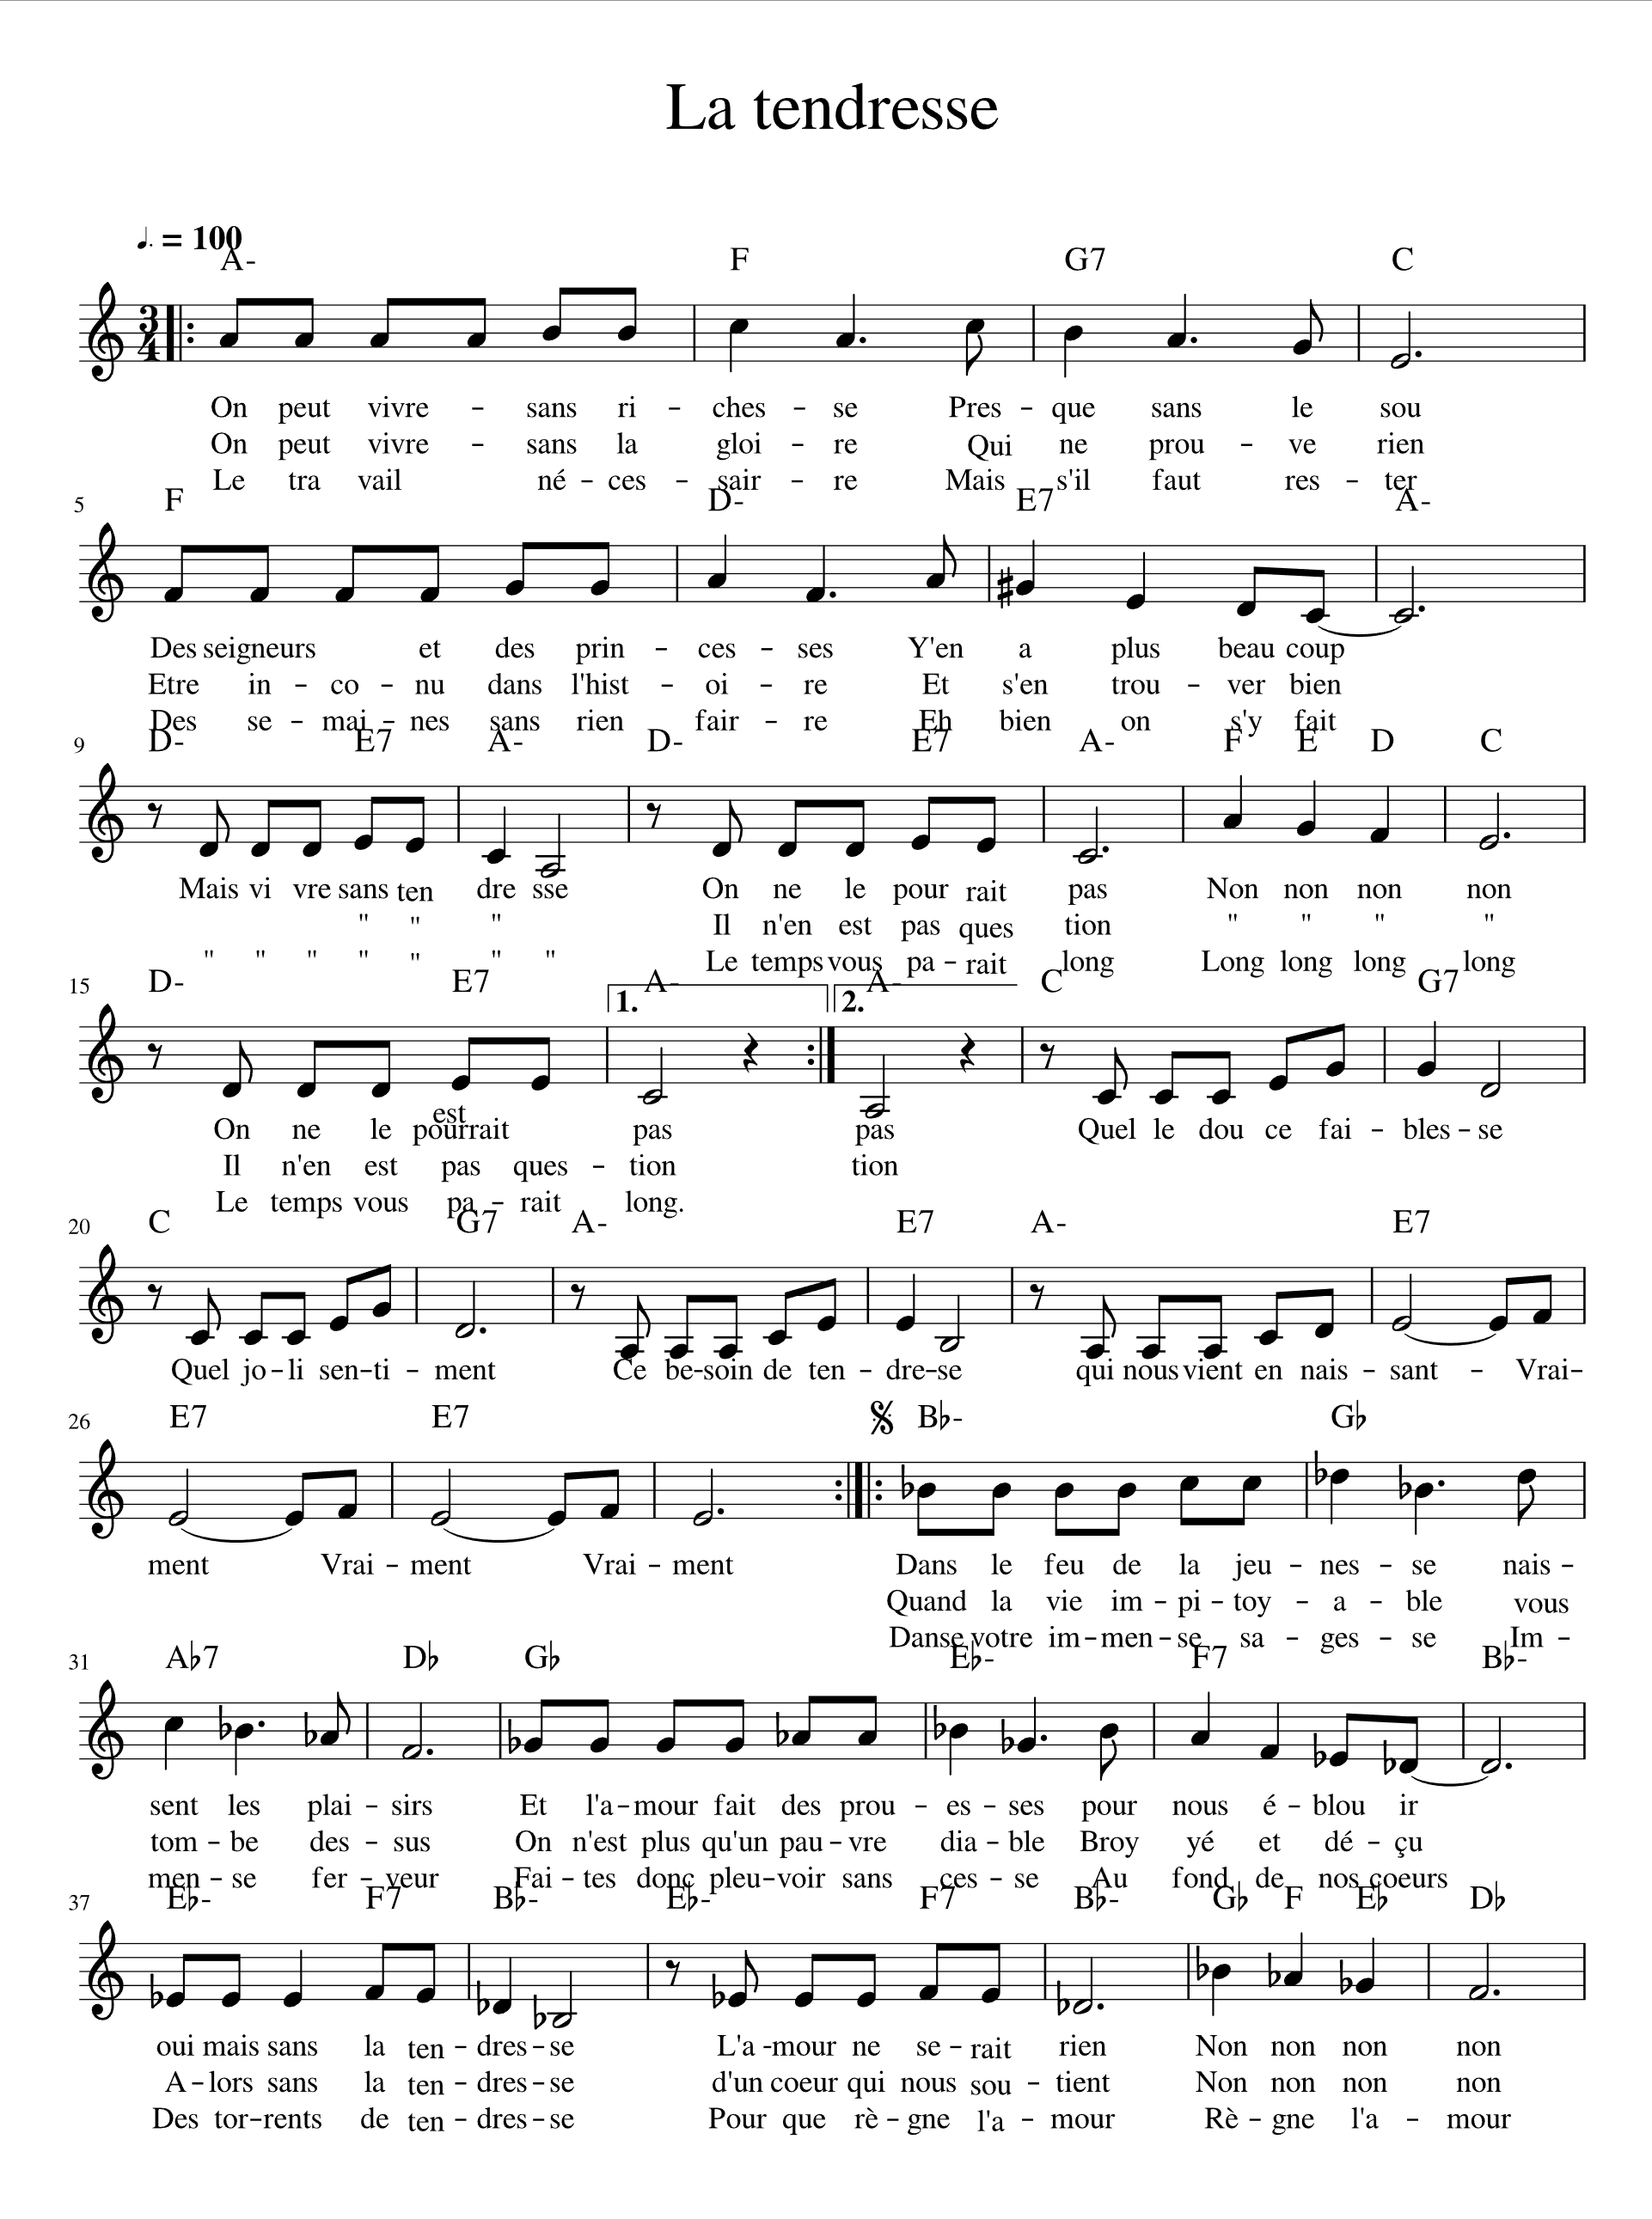 La tendresse
♩. = 100
A- F G7 C
3
4
On peut vivre - sans ri - ches - se Pres - que sans le sou
On peut vivre - sans la gloi - re Qui ne prou - ve rien
Le tra vail né - ces - sair - re Mais s'il faut res - ter
5 F D- E7 A-
Des seigneurs et des prin - ces - ses Y'en a plus beau coup
Etre in - co - nu dans l'hist - oi - re Et s'en trou - ver bien
Des se - mai - nes sans rien fair - re Eh bien on s'y fait
9 D- E7 A- D- E7 A- F E D C
Mais vi vre sans ten dre sse On ne le pour rait pas Non non non non
" " " Il n'en est pas ques tion " " " "
" " " " " " " Le temps vous pa - rait long Long long long long
15 D- E7 1. A- 2. A- C G7
est
On ne le pourrait pas pas Quel le dou ce fai - bles - se
Il n'en est pas ques - tion tion
Le temps vous pa - rait long.
20 C G7 A- E7 A- E7
Quel jo - li sen - ti - ment Ce be - soin de ten - dre - se qui nous vient en nais - sant - Vrai -
26 E7 E7 B♭- G♭
ment Vrai - ment Vrai - ment Dans le feu de la jeu - nes - se nais -
Quand la vie im - pi - toy - a - ble vous
Danse votre im - men - se sa - ges - se Im -
31 A♭7 D♭ G♭ E♭- F7 B♭-
sent les plai - sirs Et l'a - mour fait des prou - es - ses pour nous é - blou ir
tom - be des - sus On n'est plus qu'un pau - vre dia - ble Broy yé et dé - çu
men - se fer - veur Fai - tes donc pleu - voir sans ces - se Au fond de nos coeurs
37 E♭- F7 B♭- E♭- F7 B♭- G♭ F E♭ D♭
oui mais sans la ten - dres - se L'a - mour ne se - rait rien Non non non non
A - lors sans la ten - dres - se d'un coeur qui nous sou - tient Non non non non
Des tor - rents de ten - dres - se Pour que rè - gne l'a - mour Rè - gne l'a - mour